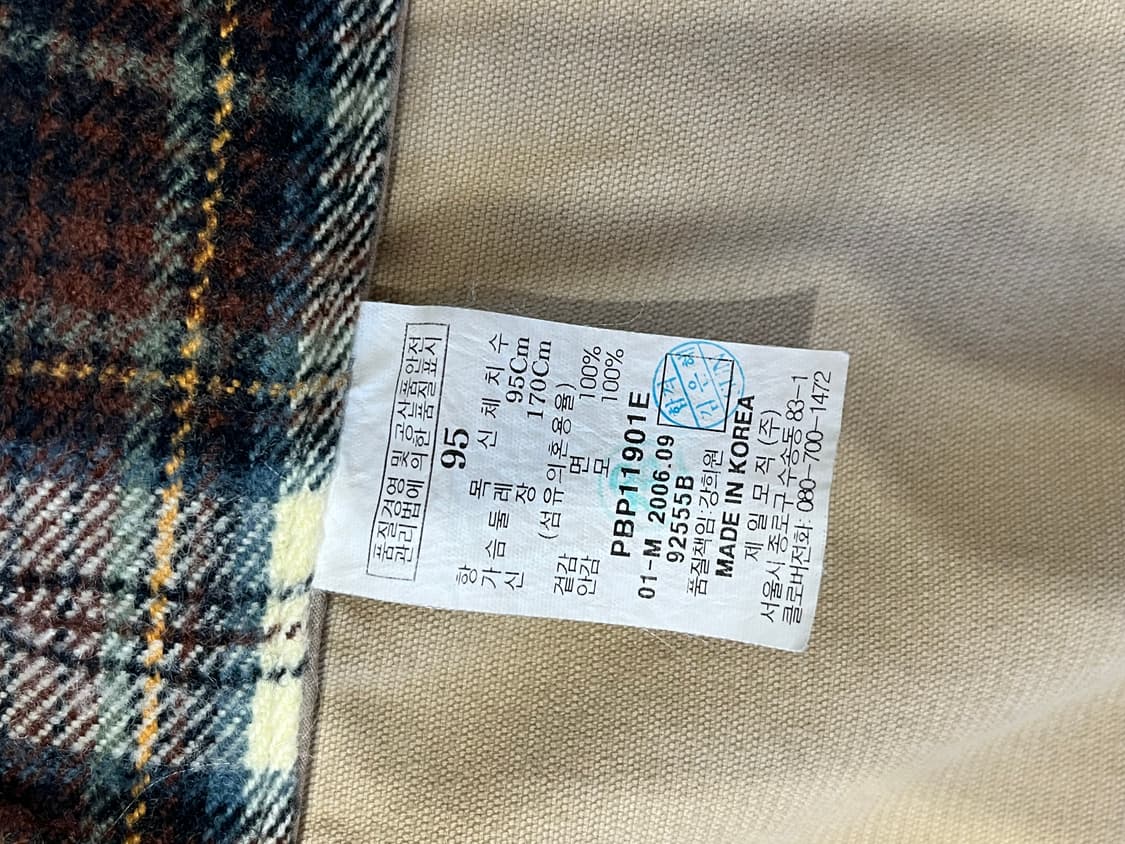 품질경영 및 공산품안전
관리법에 의한 품질표시
95
항 목 신 체 치 수
가 슴 둘 레 95Cm
신 장 170Cm
(섬유의혼용율)
겉감 면 100%
안감 모 100%
PBP11901E
01-M 2006.09
92555B
품질책임:강희원
MADE IN KOREA
제 일 모 직 (주)
서울시 종로구 수송동 83-1
클로버전화: 080-700-1472